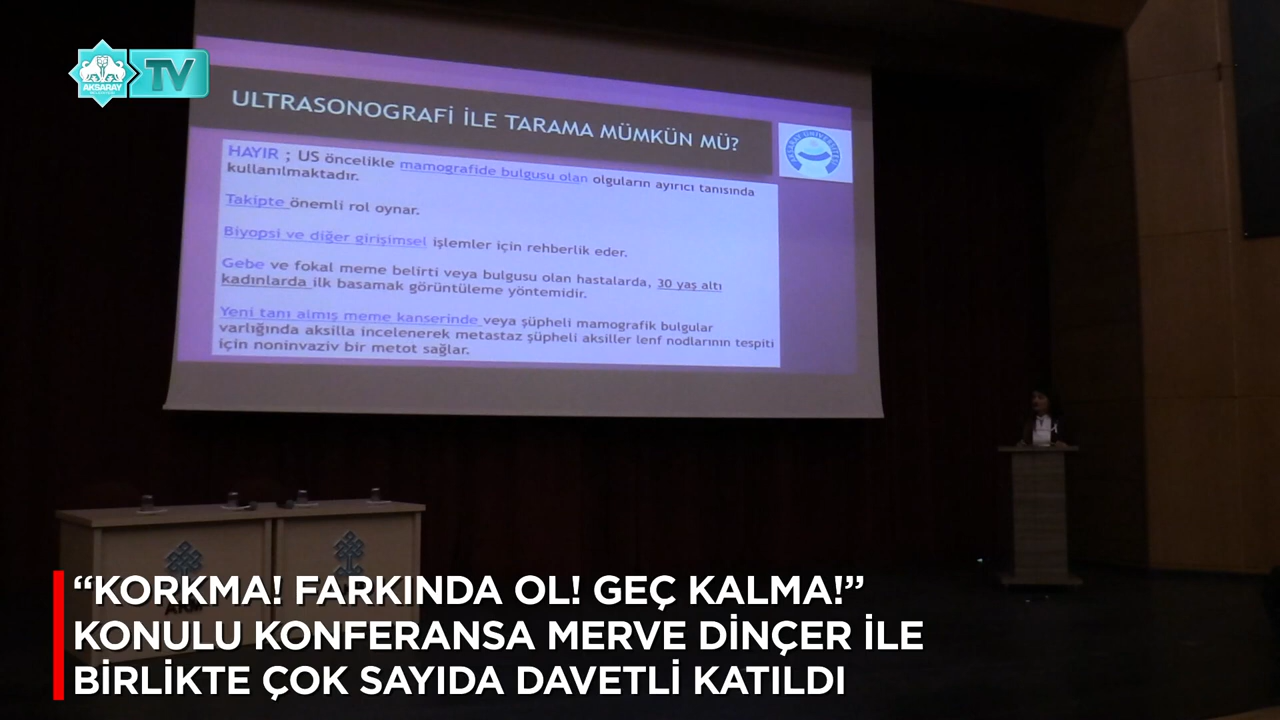 AKSARAY
TV
ULTRASONOGRAFİ İLE TARAMA MÜMKÜN MÜ?
AKSARAY ÜNİVERSİTESİ
HAYIR ; US öncelikle mamografide bulgusu olan olguların ayırıcı tanısında
kullanılmaktadır.
Takipte önemli rol oynar.
Biyopsi ve diğer girişimsel işlemler için rehberlik eder.
Gebe ve fokal meme belirti veya bulgusu olan hastalarda, 30 yaş altı
kadınlarda ilk basamak görüntüleme yöntemidir.
Yeni tanı almış meme kanserinde veya şüpheli mamografik bulgular
varlığında aksilla incelenerek metastaz şüpheli aksiller lenf nodlarının tespiti
için noninvaziv bir metot sağlar.
“KORKMA! FARKINDA OL! GEÇ KALMA!”
KONULU KONFERANSA MERVE DİNÇER İLE
BİRLİKTE ÇOK SAYIDA DAVETLİ KATILDI